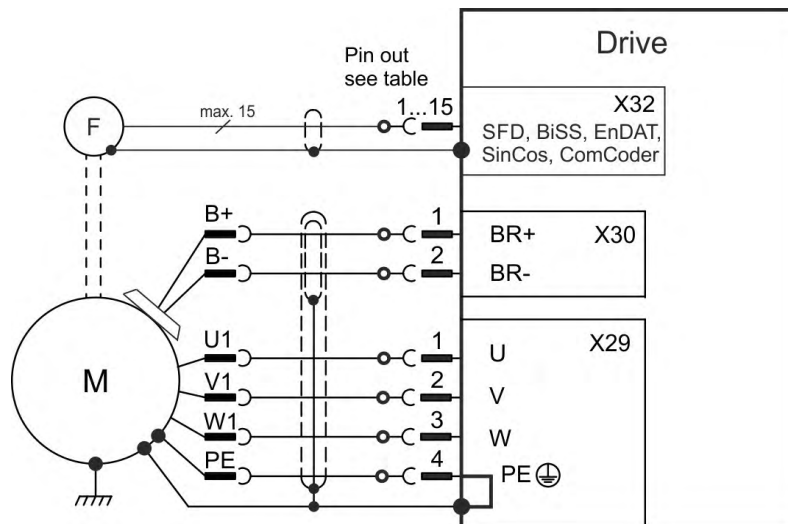 Drive
Pin out
see table
F
max. 15
1...15
X32
SFD, BiSS, EnDAT,
SinCos, ComCoder
B+
1
BR+
X30
B-
2
BR-
M
U1
1
U
X29
V1
2
V
W1
3
W
PE
4
PE